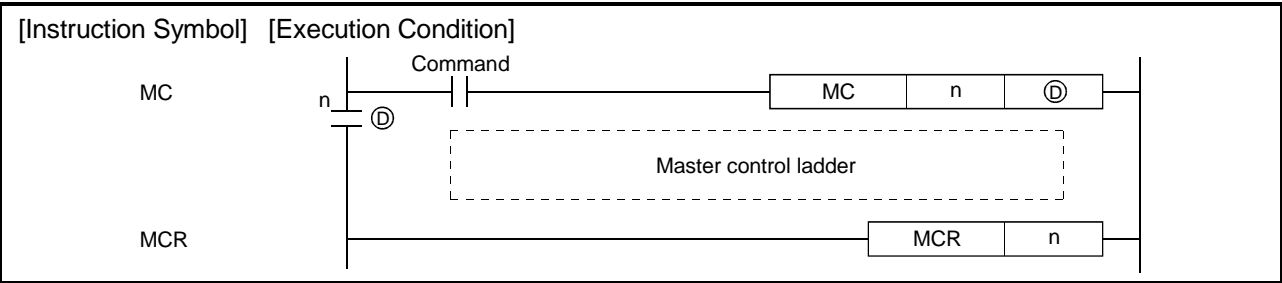 [Instruction Symbol] [Execution Condition]
Command
MC n MC n Ⓓ
Ⓓ
Master control ladder
MCR MCR n